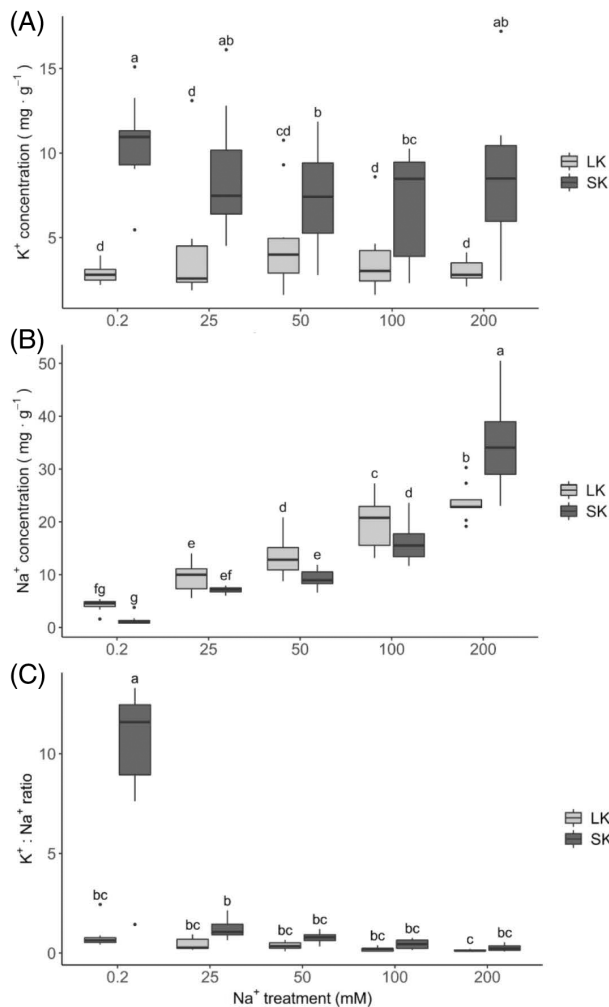 (A)
K⁺ concentration ( mg · g⁻¹ )
15
10
5
a
ab
ab
d
cd
b
bc
d
d
d
0.2 25 50 100 200
LK
SK
(B)
Na⁺ concentration ( mg · g⁻¹ )
50
40
30
20
10
0
a
b
c
d
d
e
e
ef
fg
g
0.2 25 50 100 200
LK
SK
(C)
K⁺ : Na⁺ ratio
10
5
0
a
bc
bc
b
bc
bc
bc
bc
c
bc
0.2 25 50 100 200
Na⁺ treatment (mM)
LK
SK